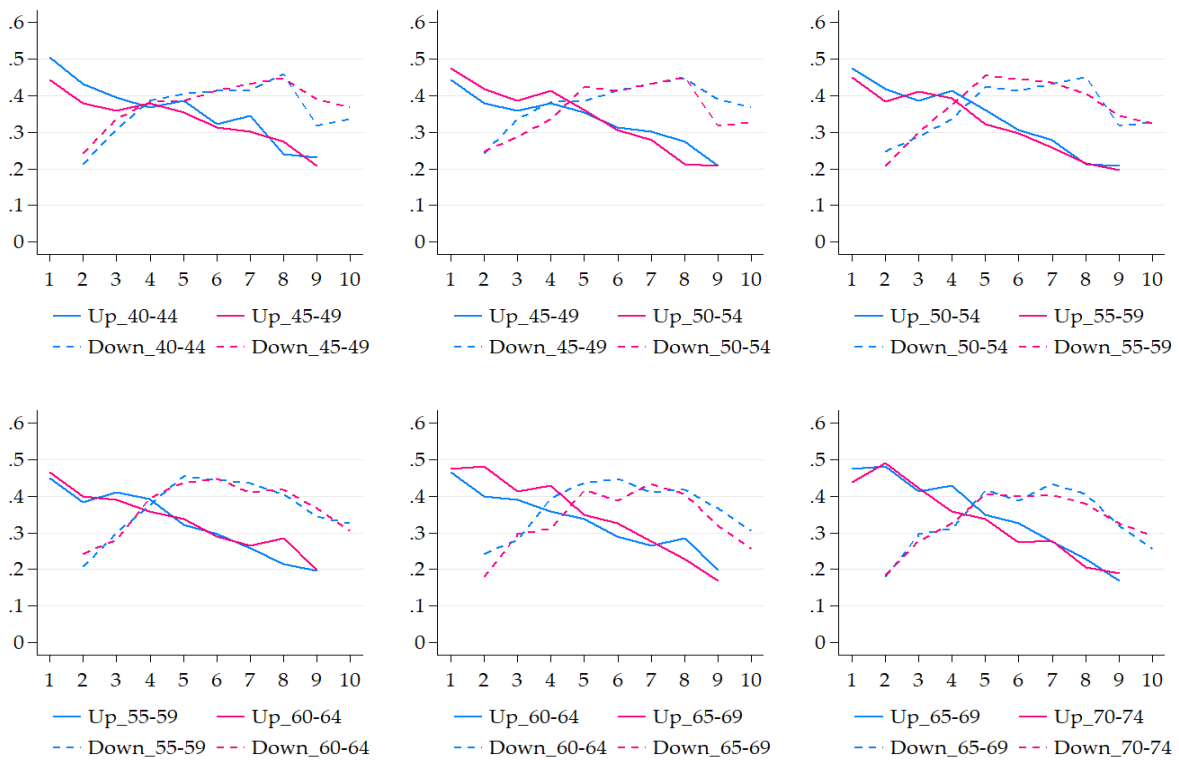 .6 .6 .6
.5 .5 .5
.4 .4 .4
.3 .3 .3
.2 .2 .2
.1 .1 .1
0 0 0
1 2 3 4 5 6 7 8 9 10 1 2 3 4 5 6 7 8 9 10 1 2 3 4 5 6 7 8 9 10
Up_40-44 Up_45-49 Up_45-49 Up_50-54 Up_50-54 Up_55-59
Down_40-44 Down_45-49 Down_45-49 Down_50-54 Down_50-54 Down_55-59
.6 .6 .6
.5 .5 .5
.4 .4 .4
.3 .3 .3
.2 .2 .2
.1 .1 .1
0 0 0
1 2 3 4 5 6 7 8 9 10 1 2 3 4 5 6 7 8 9 10 1 2 3 4 5 6 7 8 9 10
Up_55-59 Up_60-64 Up_60-64 Up_65-69 Up_65-69 Up_70-74
Down_55-59 Down_60-64 Down_60-64 Down_65-69 Down_65-69 Down_70-74